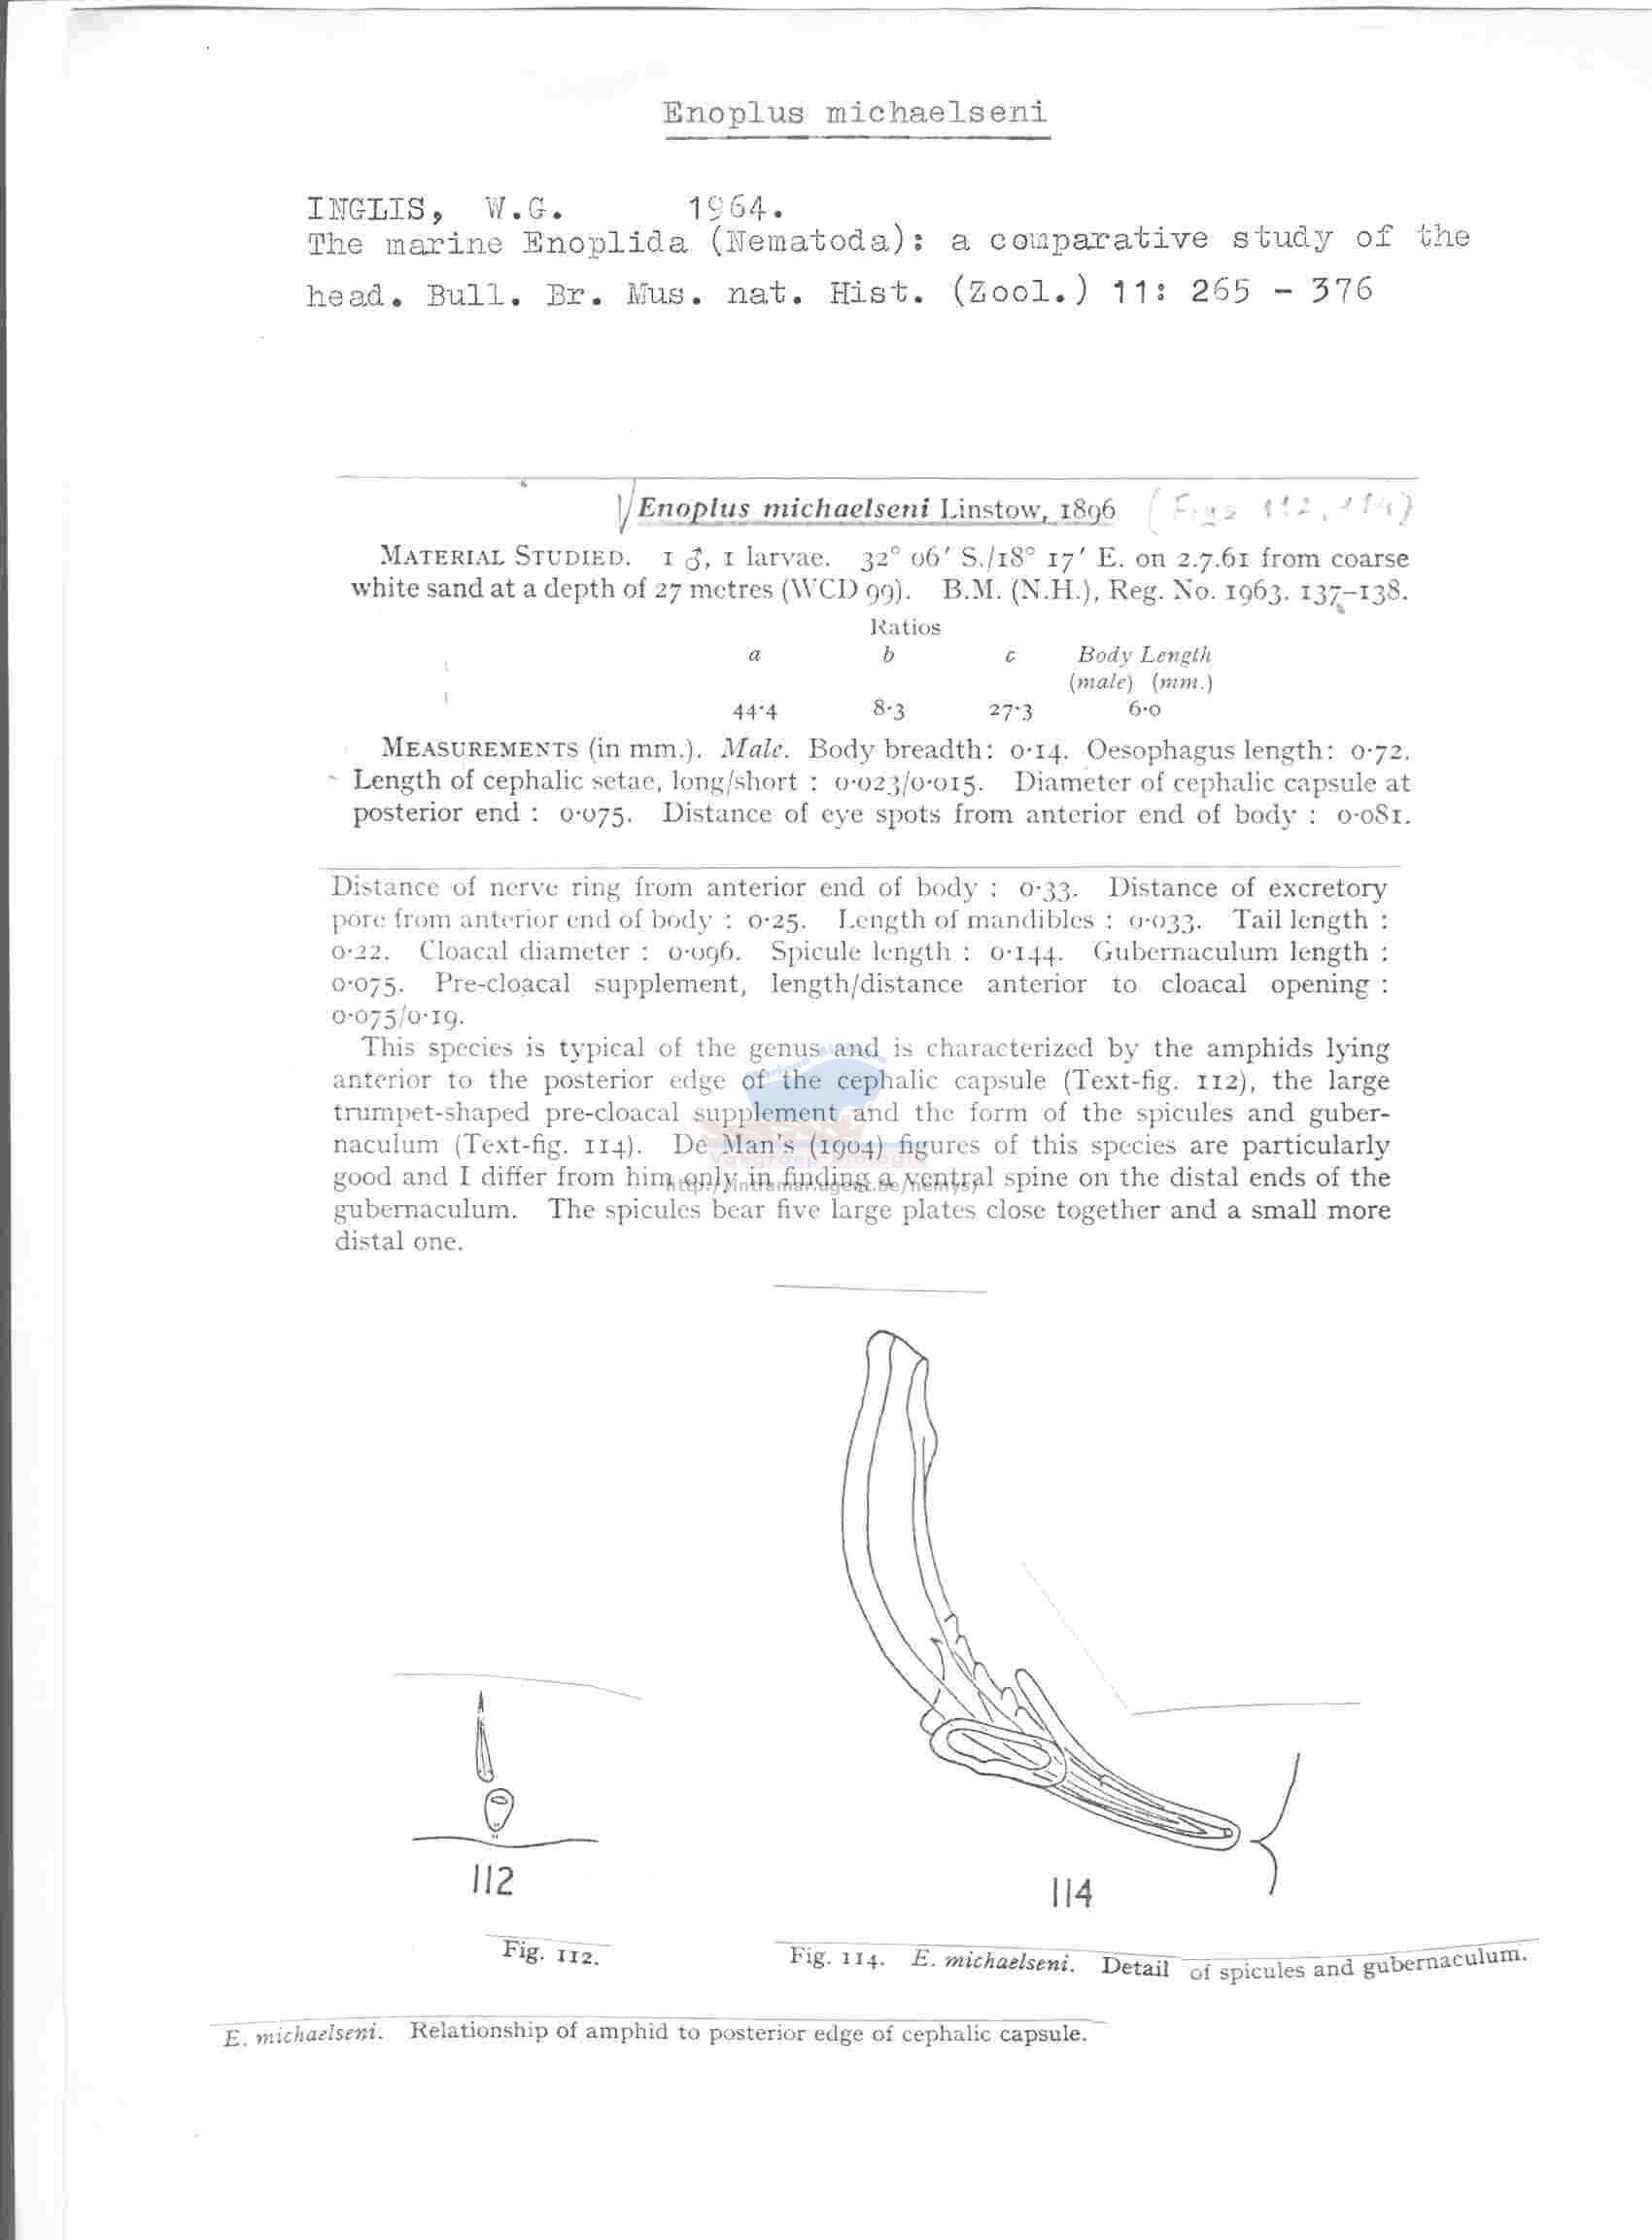 Enoplus michaelseni
INGLIS, W.G. 1964.
The marine Enoplida (Nematoda): a comparative study of the
head. Bull. Br. Mus. nat. Hist. (Zool.) 11: 265 - 376
Enoplus michaelseni Linstow, 1896 (Figs 112, 114)
MATERIAL STUDIED. 1 ♂, 1 larvae. 32° 06′ S./18° 17′ E. on 2.7.61 from coarse
white sand at a depth of 27 metres (WCD 99). B.M. (N.H.), Reg. No. 1963. 137–138.
Ratios
a b c Body Length
(male) (mm.)
44·4 8·3 27·3 6·0
MEASUREMENTS (in mm.). Male. Body breadth: 0·14. Oesophagus length: 0·72.
Length of cephalic setae, long/short : 0·023/0·015. Diameter of cephalic capsule at
posterior end : 0·075. Distance of eye spots from anterior end of body : 0·081.
Distance of nerve ring from anterior end of body : 0·33. Distance of excretory
pore from anterior end of body : 0·25. Length of mandibles : 0·033. Tail length :
0·22. Cloacal diameter : 0·096. Spicule length : 0·144. Gubernaculum length :
0·075. Pre-cloacal supplement, length/distance anterior to cloacal opening :
0·075/0·19.
This species is typical of the genus and is characterized by the amphids lying
anterior to the posterior edge of the cephalic capsule (Text-fig. 112), the large
trumpet-shaped pre-cloacal supplement and the form of the spicules and guber-
naculum (Text-fig. 114). De Man's (1904) figures of this species are particularly
good and I differ from him only in finding a ventral spine on the distal ends of the
gubernaculum. The spicules bear five large plates close together and a small more
distal one.
Mariene Biologie
Vakgroep Biologie
http://intramar.ugent.be/nemys/
112
114
Fig. 112.
Fig. 114. E. michaelseni. Detail of spicules and gubernaculum.
E. michaelseni. Relationship of amphid to posterior edge of cephalic capsule.